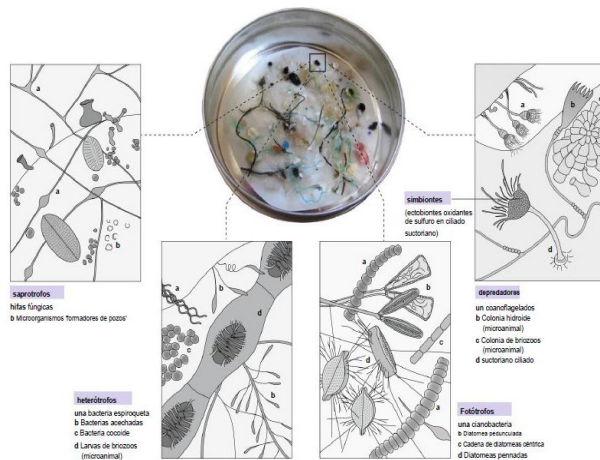 a
a
b
saprotrofos
hifas fúngicas
b Microorganismos 'formadores de pozos'
a
b
c
d
b
heterótrofos
una bacteria espiroqueta
b Bacterias acechadas
c Bacteria cocoide
d Larvas de briozoos
(microanimal)
a
b
c
d
a
Fotótrofos
una cianobacteria
b Diatomea pedunculada
c Cadena de diatomeas céntrica
d Diatomeas pennadas
simbiontes
(ectobiontes oxidantes
de sulfuro en ciliado
suctoriano)
a
b
c
d
depredadores
un coanoflagelados
b Colonia hidroide
(microanimal)
c Colonia de briozoos
(microanimal)
d suctoriano ciliado